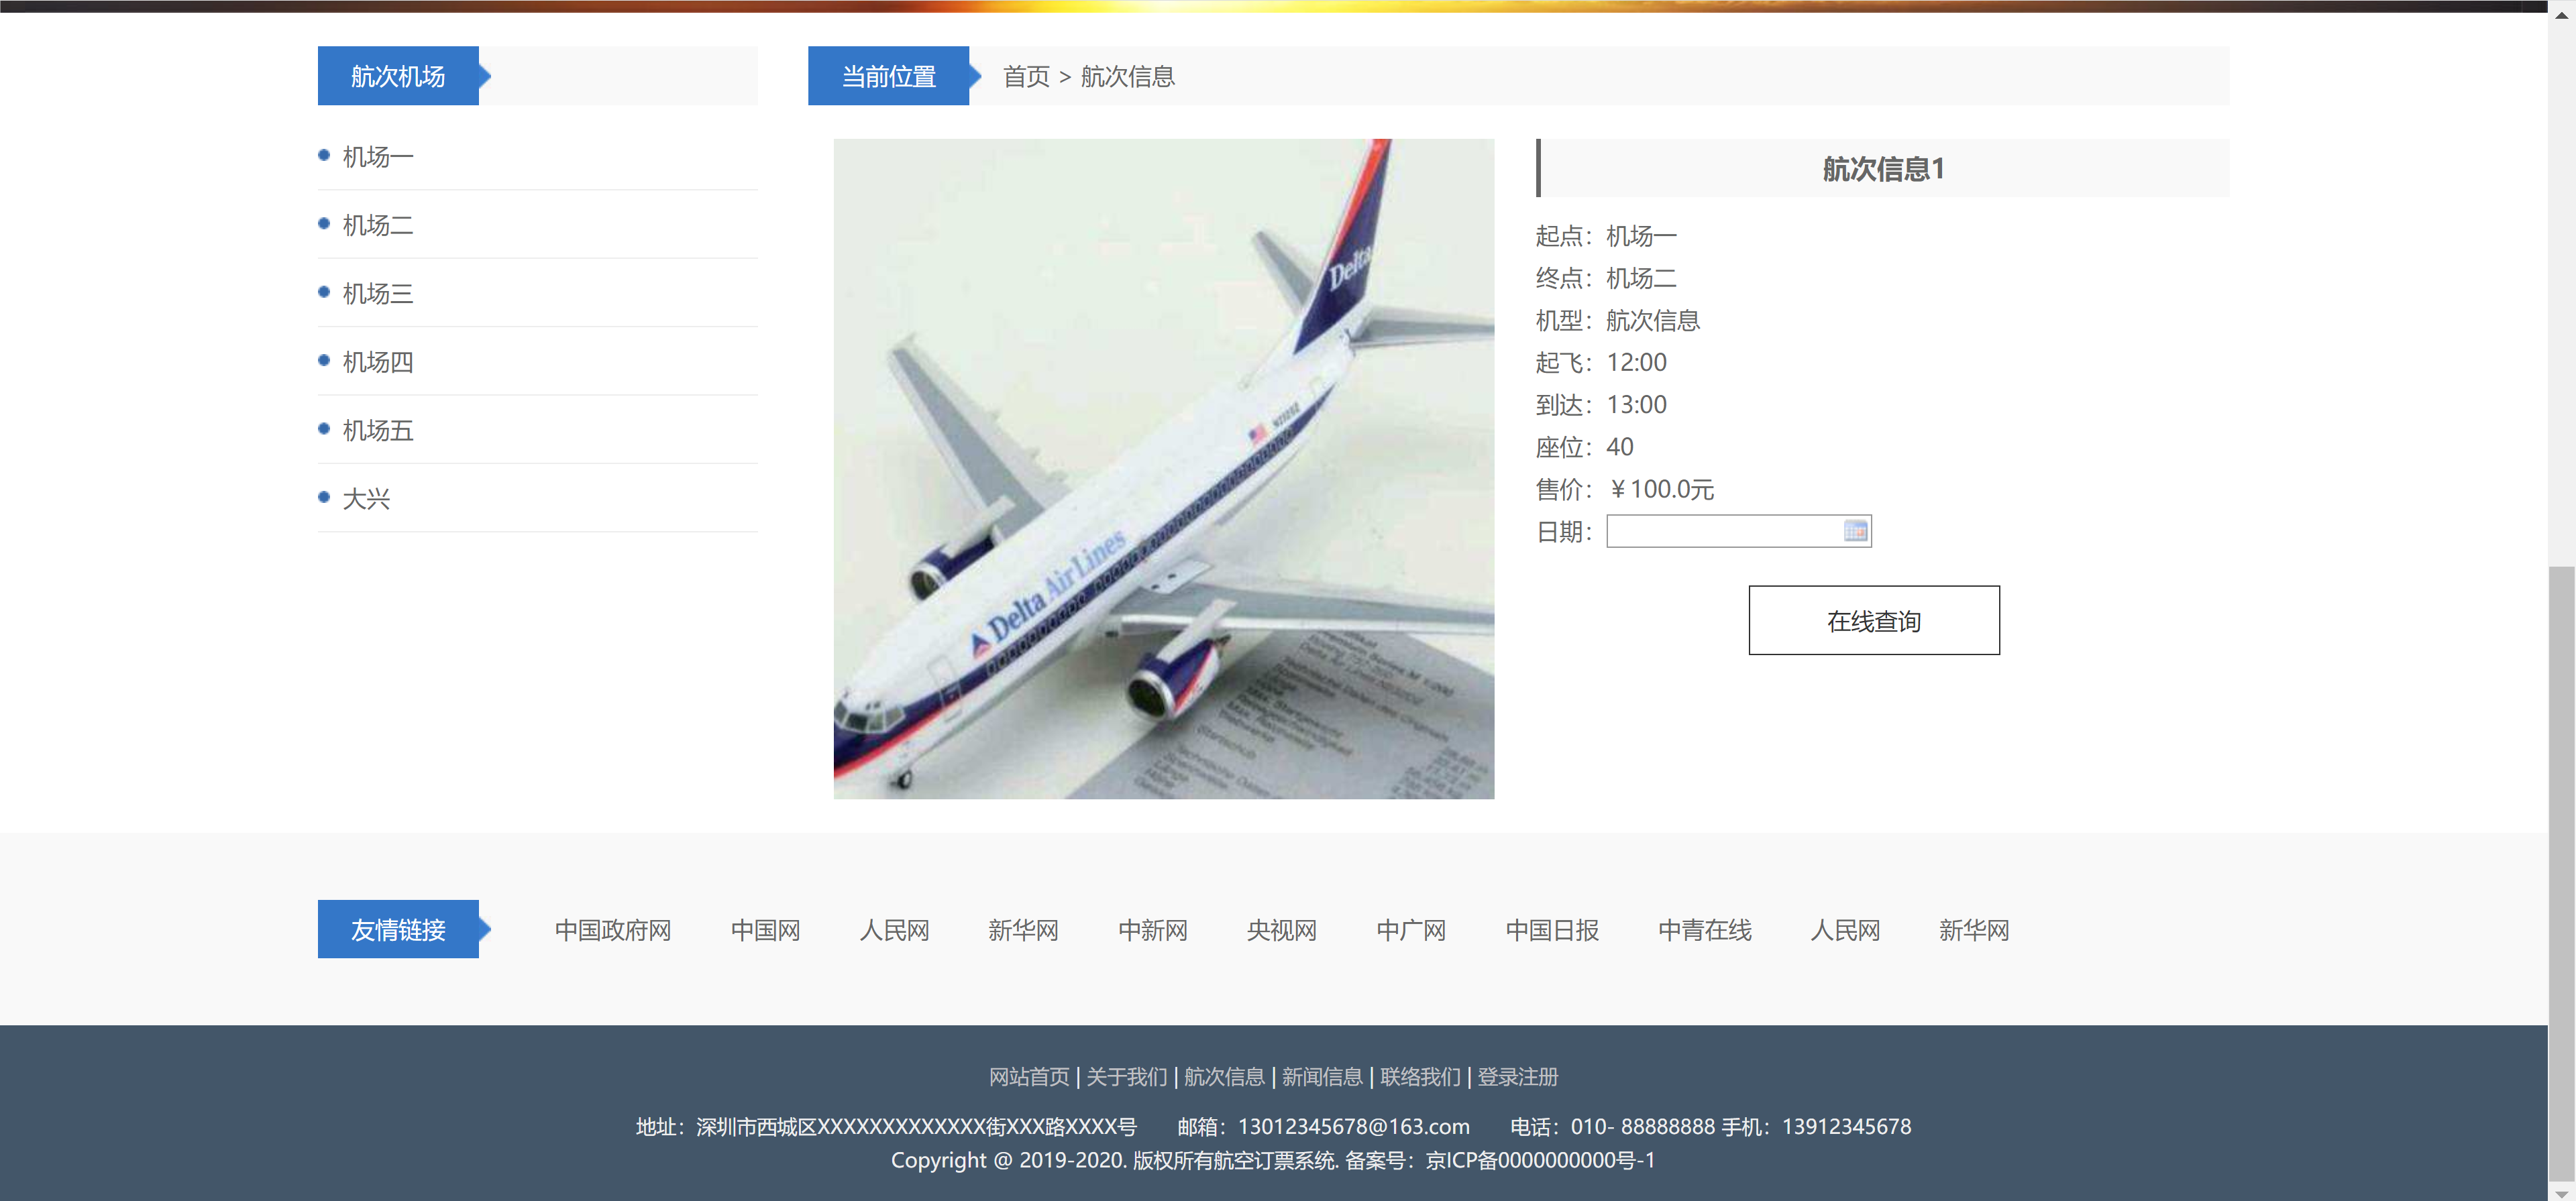 航次机场
机场一
机场二
机场三
机场四
机场五
大兴
当前位置 首页 > 航次信息
Delta
N23202
Delta Air Lines
航次信息1
起点：机场一
终点：机场二
机型：航次信息
起飞：12:00
到达：13:00
座位：40
售价：￥100.0元
日期：
在线查询
友情链接 中国政府网 中国网 人民网 新华网 中新网 央视网 中广网 中国日报 中青在线 人民网 新华网
网站首页 | 关于我们 | 航次信息 | 新闻信息 | 联络我们 | 登录注册
地址：深圳市西城区XXXXXXXXXXXXX街XXX路XXXX号 邮箱：13012345678@163.com 电话：010- 88888888 手机：13912345678
Copyright @ 2019-2020. 版权所有航空订票系统. 备案号：京ICP备0000000000号-1